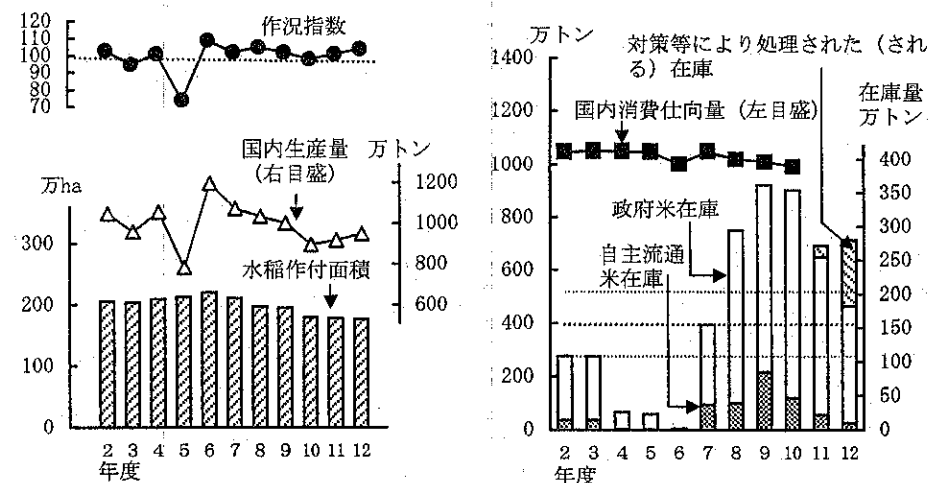 120
110
100
90
80
70
作況指数
国内生産量
(右目盛)
万トン
万ha
1200
1000
800
600
300
200
100
0
水稲作付面積
2 3 4 5 6 7 8 9 10 11 12
年度
万トン
対策等により処理された（され
る）在庫
1400
1200
1000
800
600
400
200
0
国内消費仕向量（左目盛）
在庫量
万トン
400
350
300
250
200
150
100
50
0
政府米在庫
自主流通
米在庫
2 3 4 5 6 7 8 9 10 11 12
年度